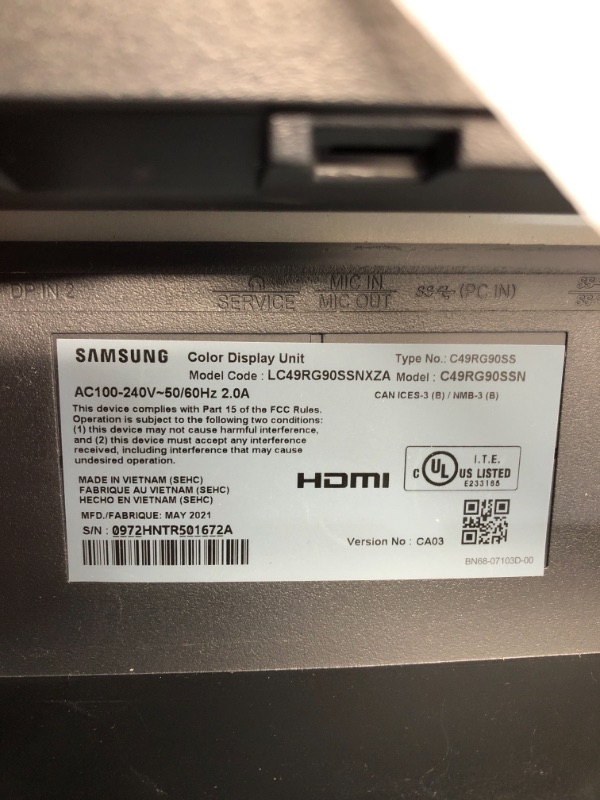 DP IN 2
SERVICE
MIC IN
MIC OUT
(PC IN)
SAMSUNG Color Display Unit Type No.: C49RG90SS
Model Code : LC49RG90SSNXZA Model : C49RG90SSN
AC100-240V~50/60Hz 2.0A CAN ICES-3 (B) / NMB-3 (B)
This device complies with Part 15 of the FCC Rules.
Operation is subject to the following two conditions:
(1) this device may not cause harmful interference,
and (2) this device must accept any interference
received, including interference that may cause
undesired operation.
MADE IN VIETNAM (SEHC)
FABRIQUE AU VIETNAM (SEHC)
HECHO EN VIETNAM (SEHC)
MFD./FABRIQUE: MAY 2021
S/N : 0972HNTR501672A
HDMI
I.T.E.
C UL US LISTED
E233168
Version No : CA03
BN68-07103D-00